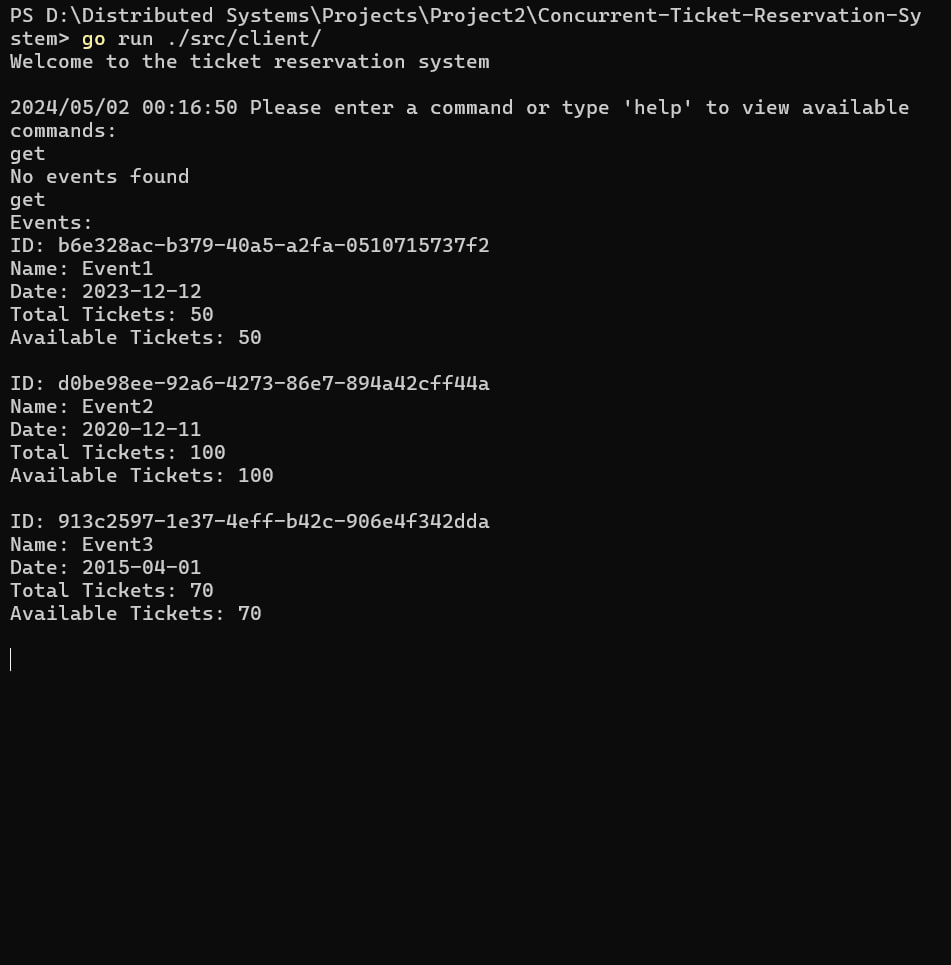 PS D:\Distributed Systems\Projects\Project2\Concurrent-Ticket-Reservation-Sy
stem> go run ./src/client/
Welcome to the ticket reservation system
2024/05/02 00:16:50 Please enter a command or type 'help' to view available
commands:
get
No events found
get
Events:
ID: b6e328ac-b379-40a5-a2fa-0510715737f2
Name: Event1
Date: 2023-12-12
Total Tickets: 50
Available Tickets: 50
ID: d0be98ee-92a6-4273-86e7-894a42cff44a
Name: Event2
Date: 2020-12-11
Total Tickets: 100
Available Tickets: 100
ID: 913c2597-1e37-4eff-b42c-906e4f342dda
Name: Event3
Date: 2015-04-01
Total Tickets: 70
Available Tickets: 70